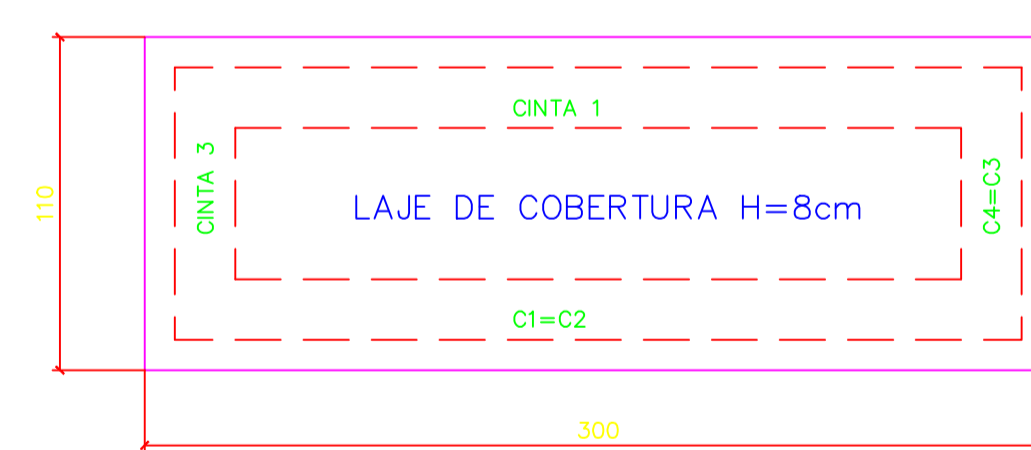 CINTA 1
CINTA 3
110
LAJE DE COBERTURA H=8cm
C4=C3
C1=C2
300